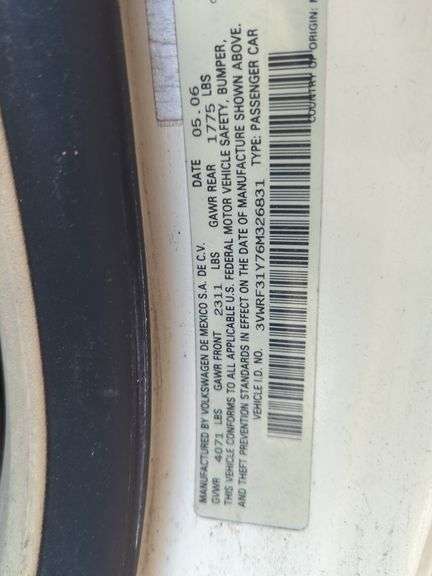 MANUFACTURED BY VOLKSWAGEN DE MEXICO S.A. DE C.V. DATE 05.06
GVWR 4071 LBS GAWR FRONT 2311 LBS GAWR REAR 1775 LBS
THIS VEHICLE CONFORMS TO ALL APPLICABLE U.S. FEDERAL MOTOR VEHICLE SAFETY, BUMPER,
AND THEFT PREVENTION STANDARDS IN EFFECT ON THE DATE OF MANUFACTURE SHOWN ABOVE.
VEHICLE I.D. NO. 3VWRF31Y76M326831 TYPE: PASSENGER CAR
COUNTRY OF ORIGIN: